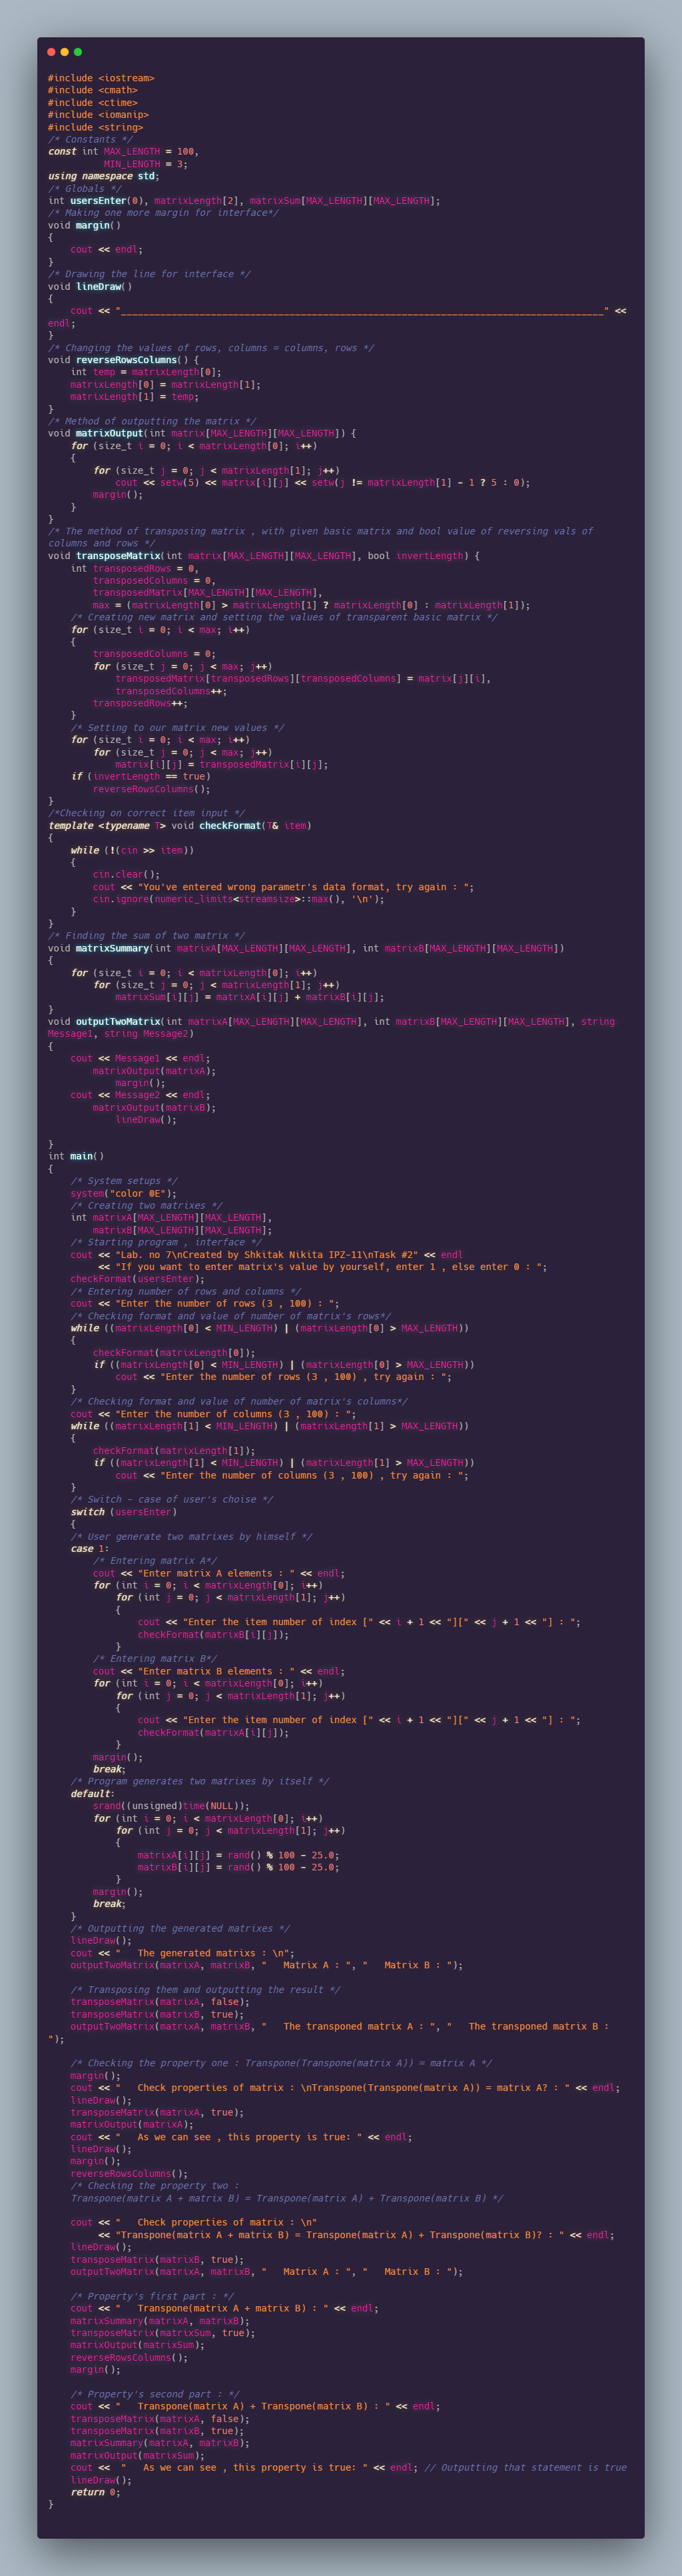 #include <iostream>
#include <cmath>
#include <ctime>
#include <iomanip>
#include <string>
/* Constants */
const int MAX_LENGTH = 100,
          MIN_LENGTH = 3;
using namespace std;
/* Globals */
int usersEnter(0), matrixLength[2], matrixSum[MAX_LENGTH][MAX_LENGTH];
/* Making one more margin for interface*/
void margin()
{
    cout << endl;
}
/* Drawing the line for interface */
void lineDraw()
{
    cout << "______________________________________________________________________________________" <<
endl;
}
/* Changing the values of rows, columns = columns, rows */
void reverseRowsColumns() {
    int temp = matrixLength[0];
    matrixLength[0] = matrixLength[1];
    matrixLength[1] = temp;
}
/* Method of outputting the matrix */
void matrixOutput(int matrix[MAX_LENGTH][MAX_LENGTH]) {
    for (size_t i = 0; i < matrixLength[0]; i++)
    {
        for (size_t j = 0; j < matrixLength[1]; j++)
            cout << setw(5) << matrix[i][j] << setw(j != matrixLength[1] - 1 ? 5 : 0);
        margin();
    }
}
/* The method of transposing matrix , with given basic matrix and bool value of reversing vals of
columns and rows */
void transposeMatrix(int matrix[MAX_LENGTH][MAX_LENGTH], bool invertLength) {
    int transposedRows = 0,
        transposedColumns = 0,
        transposedMatrix[MAX_LENGTH][MAX_LENGTH],
        max = (matrixLength[0] > matrixLength[1] ? matrixLength[0] : matrixLength[1]);
    /* Creating new matrix and setting the values of transparent basic matrix */
    for (size_t i = 0; i < max; i++)
    {
        transposedColumns = 0;
        for (size_t j = 0; j < max; j++)
            transposedMatrix[transposedRows][transposedColumns] = matrix[j][i],
            transposedColumns++;
        transposedRows++;
    }
    /* Setting to our matrix new values */
    for (size_t i = 0; i < max; i++)
        for (size_t j = 0; j < max; j++)
            matrix[i][j] = transposedMatrix[i][j];
    if (invertLength == true)
        reverseRowsColumns();
}
/*Checking on correct item input */
template <typename T> void checkFormat(T& item)
{
    while (!(cin >> item))
    {
        cin.clear();
        cout << "You've entered wrong parametr's data format, try again : ";
        cin.ignore(numeric_limits<streamsize>::max(), '\n');
    }
}
/* Finding the sum of two matrix */
void matrixSummary(int matrixA[MAX_LENGTH][MAX_LENGTH], int matrixB[MAX_LENGTH][MAX_LENGTH])
{
    for (size_t i = 0; i < matrixLength[0]; i++)
        for (size_t j = 0; j < matrixLength[1]; j++)
            matrixSum[i][j] = matrixA[i][j] + matrixB[i][j];
}
void outputTwoMatrix(int matrixA[MAX_LENGTH][MAX_LENGTH], int matrixB[MAX_LENGTH][MAX_LENGTH], string
Message1, string Message2)
{
    cout << Message1 << endl;
        matrixOutput(matrixA);
            margin();
    cout << Message2 << endl;
        matrixOutput(matrixB);
            lineDraw();

}
int main()
{
    /* System setups */
    system("color 0E");
    /* Creating two matrixes */
    int matrixA[MAX_LENGTH][MAX_LENGTH],
        matrixB[MAX_LENGTH][MAX_LENGTH];
    /* Starting program , interface */
    cout << "Lab. no 7\nCreated by Shkitak Nikita IPZ-11\nTask #2" << endl
         << "If you want to enter matrix's value by yourself, enter 1 , else enter 0 : ";
    checkFormat(usersEnter);
    /* Entering number of rows and columns */
    cout << "Enter the number of rows (3 , 100) : ";
    /* Checking format and value of number of matrix's rows*/
    while ((matrixLength[0] < MIN_LENGTH) | (matrixLength[0] > MAX_LENGTH))
    {
        checkFormat(matrixLength[0]);
        if ((matrixLength[0] < MIN_LENGTH) | (matrixLength[0] > MAX_LENGTH))
            cout << "Enter the number of rows (3 , 100) , try again : ";
    }
    /* Checking format and value of number of matrix's columns*/
    cout << "Enter the number of columns (3 , 100) : ";
    while ((matrixLength[1] < MIN_LENGTH) | (matrixLength[1] > MAX_LENGTH))
    {
        checkFormat(matrixLength[1]);
        if ((matrixLength[1] < MIN_LENGTH) | (matrixLength[1] > MAX_LENGTH))
            cout << "Enter the number of columns (3 , 100) , try again : ";
    }
    /* Switch - case of user's choise */
    switch (usersEnter)
    {
    /* User generate two matrixes by himself */
    case 1:
        /* Entering matrix A*/
        cout << "Enter matrix A elements : " << endl;
        for (int i = 0; i < matrixLength[0]; i++)
            for (int j = 0; j < matrixLength[1]; j++)
            {
                cout << "Enter the item number of index [" << i + 1 << "][" << j + 1 << "] : ";
                checkFormat(matrixB[i][j]);
            }
        /* Entering matrix B*/
        cout << "Enter matrix B elements : " << endl;
        for (int i = 0; i < matrixLength[0]; i++)
            for (int j = 0; j < matrixLength[1]; j++)
            {
                cout << "Enter the item number of index [" << i + 1 << "][" << j + 1 << "] : ";
                checkFormat(matrixA[i][j]);
            }
        margin();
        break;
    /* Program generates two matrixes by itself */
    default:
        srand((unsigned)time(NULL));
        for (int i = 0; i < matrixLength[0]; i++)
            for (int j = 0; j < matrixLength[1]; j++)
            {
                matrixA[i][j] = rand() % 100 - 25.0;
                matrixB[i][j] = rand() % 100 - 25.0;
            }
        margin();
        break;
    }
    /* Outputting the generated matrixes */
    lineDraw();
    cout << "   The generated matrixs : \n";
    outputTwoMatrix(matrixA, matrixB, "   Matrix A : ", "   Matrix B : ");

    /* Transposing them and outputting the result */
    transposeMatrix(matrixA, false);
    transposeMatrix(matrixB, true);
    outputTwoMatrix(matrixA, matrixB, "   The transponed matrix A : ", "   The transponed matrix B :
");

    /* Checking the property one : Transpone(Transpone(matrix A)) = matrix A */
    margin();
    cout << "   Check properties of matrix : \nTranspone(Transpone(matrix A)) = matrix A? : " << endl;
    lineDraw();
    transposeMatrix(matrixA, true);
    matrixOutput(matrixA);
    cout << "   As we can see , this property is true: " << endl;
    lineDraw();
    margin();
    reverseRowsColumns();
    /* Checking the property two :
    Transpone(matrix A + matrix B) = Transpone(matrix A) + Transpone(matrix B) */

    cout << "   Check properties of matrix : \n"
         << "Transpone(matrix A + matrix B) = Transpone(matrix A) + Transpone(matrix B)? : " << endl;
    lineDraw();
    transposeMatrix(matrixB, true);
    outputTwoMatrix(matrixA, matrixB, "   Matrix A : ", "   Matrix B : ");

    /* Property's first part : */
    cout << "   Transpone(matrix A + matrix B) : " << endl;
    matrixSummary(matrixA, matrixB);
    transposeMatrix(matrixSum, true);
    matrixOutput(matrixSum);
    reverseRowsColumns();
    margin();

    /* Property's second part : */
    cout << "   Transpone(matrix A) + Transpone(matrix B) : " << endl;
    transposeMatrix(matrixA, false);
    transposeMatrix(matrixB, true);
    matrixSummary(matrixA, matrixB);
    matrixOutput(matrixSum);
    cout <<  "   As we can see , this property is true: " << endl; // Outputting that statement is true
    lineDraw();
    return 0;
}